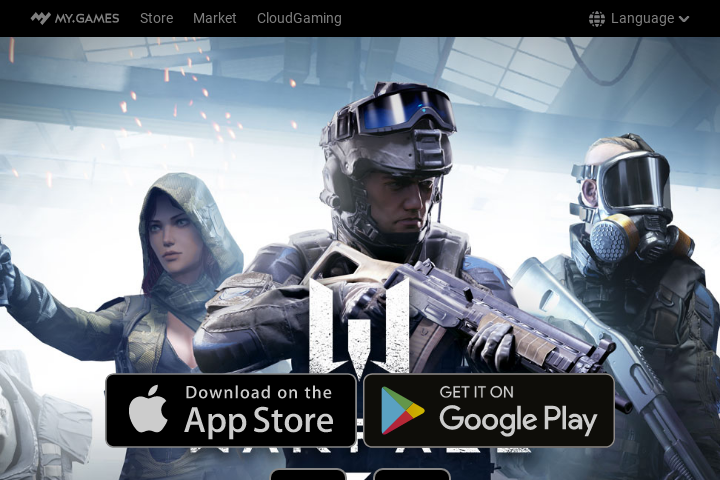 MY.GAMES
Store
Market
CloudGaming
Language
Download on the
App Store
GET IT ON
Google Play